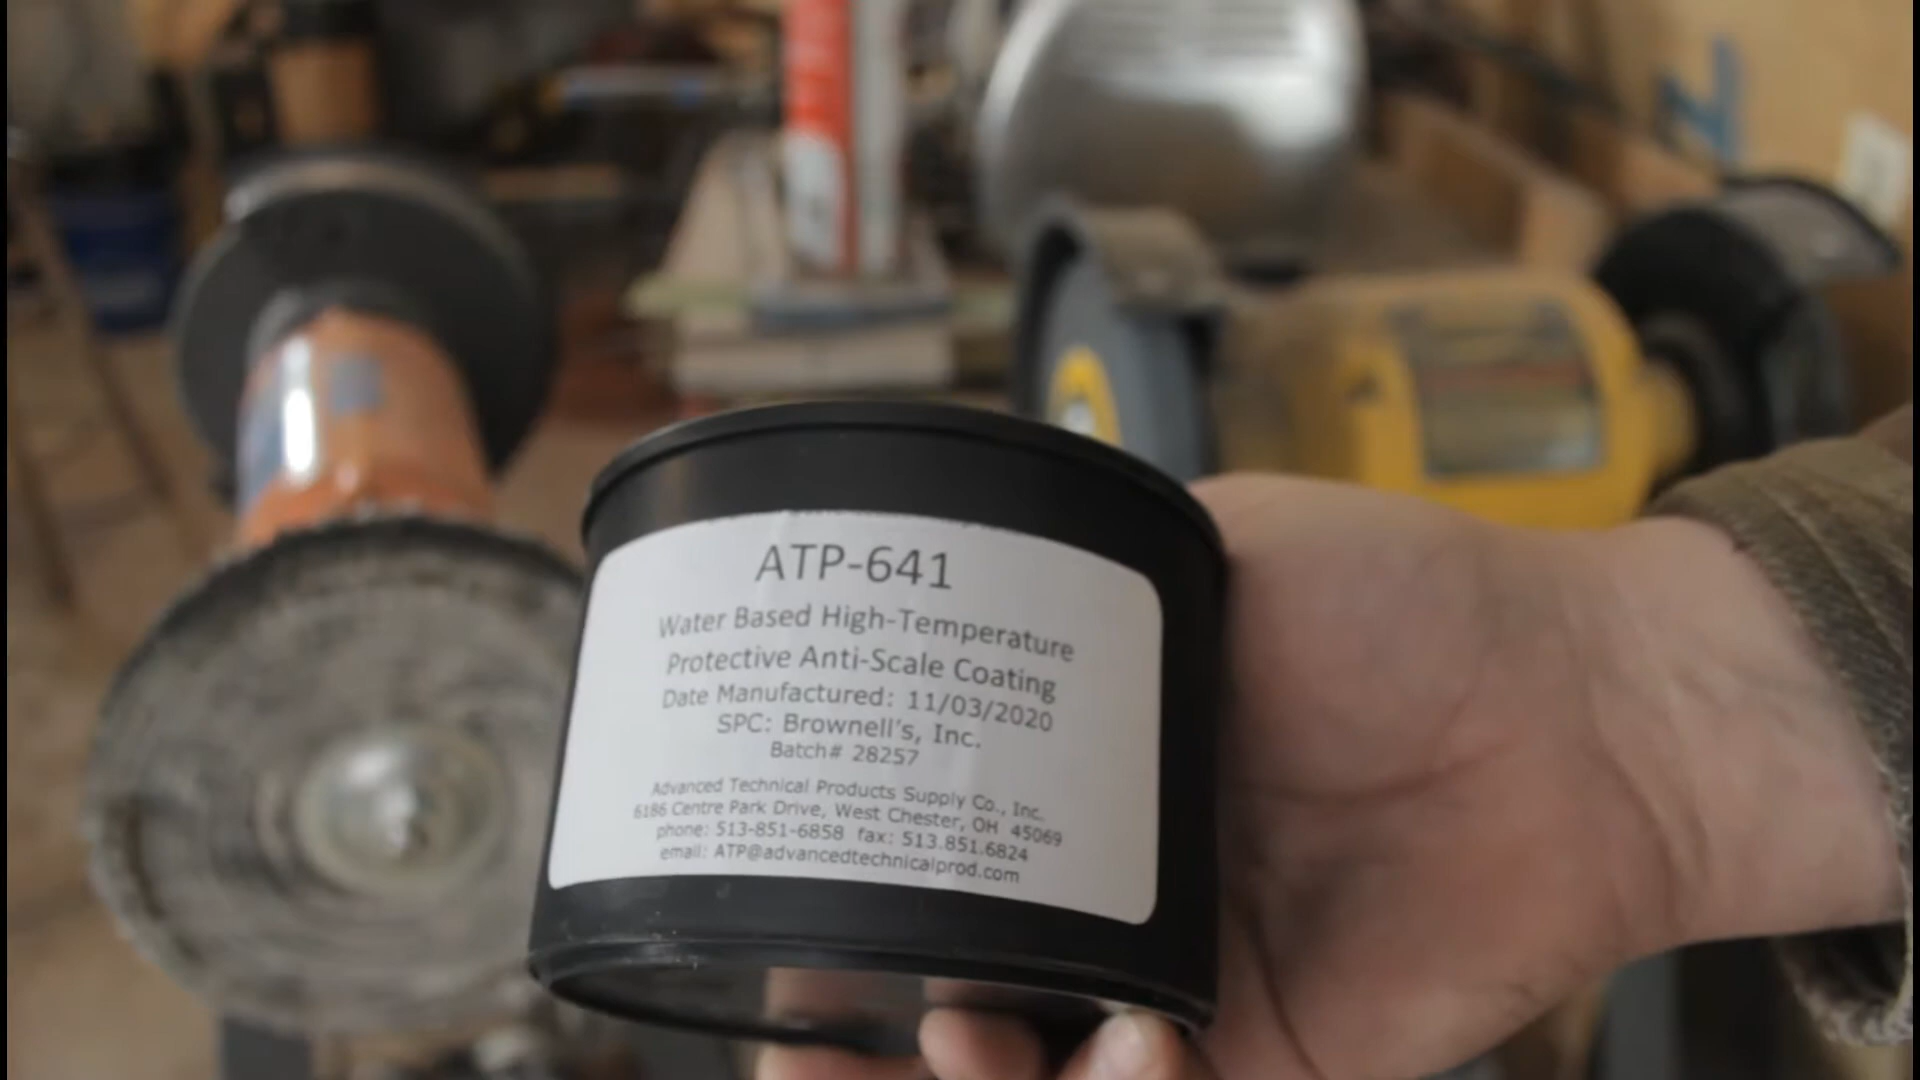 ATP-641
Water Based High-Temperature
Protective Anti-Scale Coating
Date Manufactured: 11/03/2020
SPC: Brownell's, Inc.
Batch# 28257
Advanced Technical Products Supply Co., Inc.
6186 Centre Park Drive, West Chester, OH 45069
phone: 513-851-6858 fax: 513.851.6824
email: ATP@advancedtechnicalprod.com